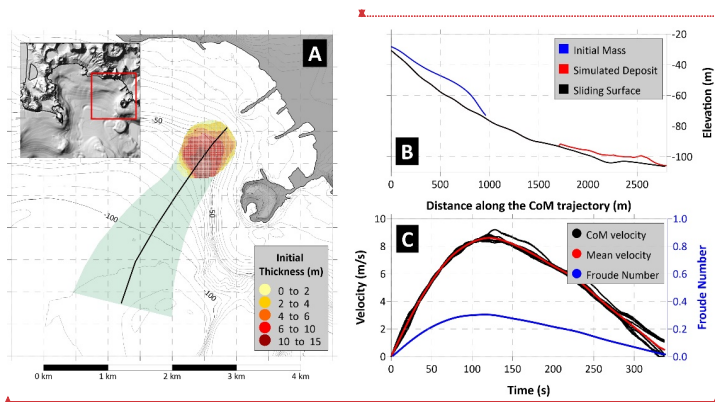 A
-50
-100
-50
-100
Initial
Thickness (m)
0 to 2
2 to 4
4 to 6
6 to 10
10 to 15
0 km
1 km
2 km
3 km
4 km
B
Initial Mass
Simulated Deposit
Sliding Surface
-20
-40
-60
-80
-100
Elevation (m)
0
500
1000
1500
2000
2500
Distance along the CoM trajectory (m)
C
CoM velocity
Mean velocity
Froude Number
10
8
6
4
2
0
Velocity (m/s)
1.0
0.8
0.6
0.4
0.2
0.0
Froude Number
0
50
100
150
200
250
300
Time (s)